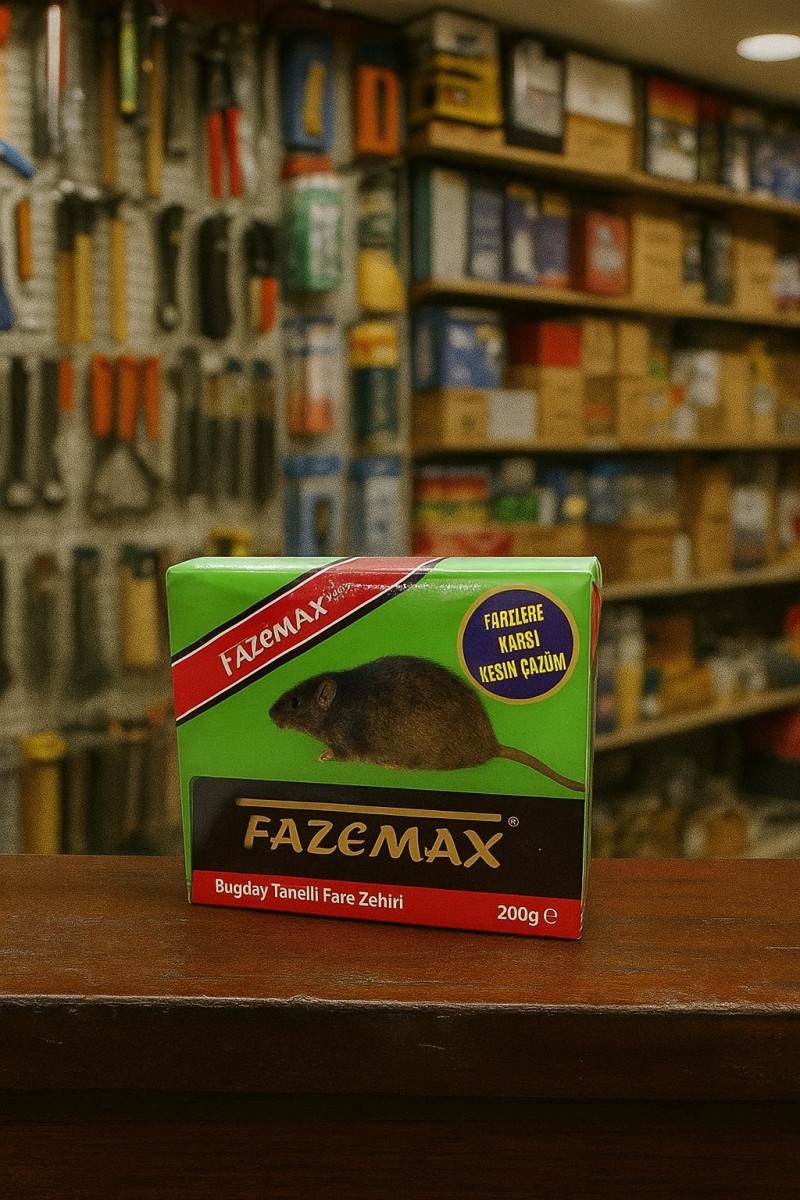 FAZEMAX
FARELERE
KARSI
KESIN ÇAZÜM
FAZEMAX®
Bugday Tanelli Fare Zehiri
200g ℮